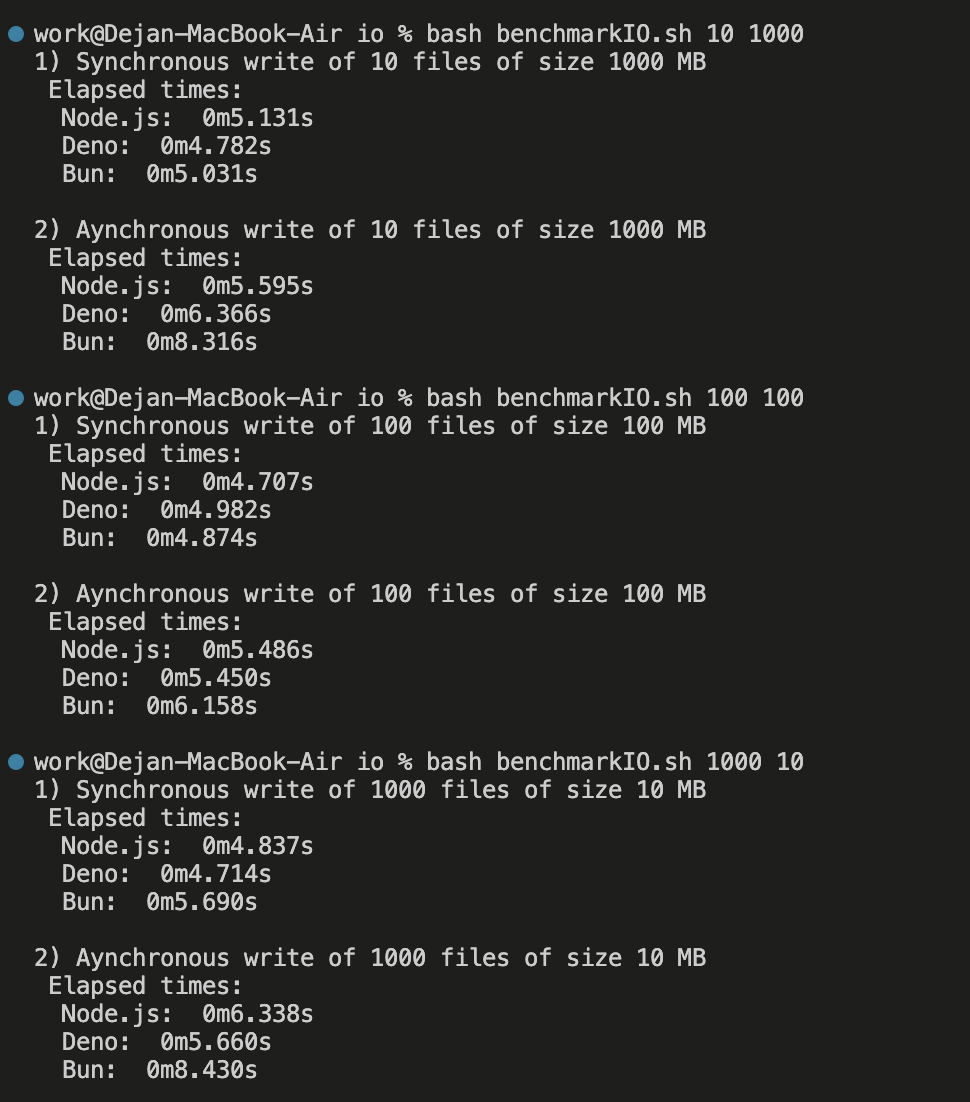 work@Dejan-MacBook-Air io % bash benchmarkIO.sh 10 1000
1) Synchronous write of 10 files of size 1000 MB
Elapsed times:
Node.js:  0m5.131s
Deno:  0m4.782s
Bun:  0m5.031s
2) Aynchronous write of 10 files of size 1000 MB
Elapsed times:
Node.js:  0m5.595s
Deno:  0m6.366s
Bun:  0m8.316s
work@Dejan-MacBook-Air io % bash benchmarkIO.sh 100 100
1) Synchronous write of 100 files of size 100 MB
Elapsed times:
Node.js:  0m4.707s
Deno:  0m4.982s
Bun:  0m4.874s
2) Aynchronous write of 100 files of size 100 MB
Elapsed times:
Node.js:  0m5.486s
Deno:  0m5.450s
Bun:  0m6.158s
work@Dejan-MacBook-Air io % bash benchmarkIO.sh 1000 10
1) Synchronous write of 1000 files of size 10 MB
Elapsed times:
Node.js:  0m4.837s
Deno:  0m4.714s
Bun:  0m5.690s
2) Aynchronous write of 1000 files of size 10 MB
Elapsed times:
Node.js:  0m6.338s
Deno:  0m5.660s
Bun:  0m8.430s